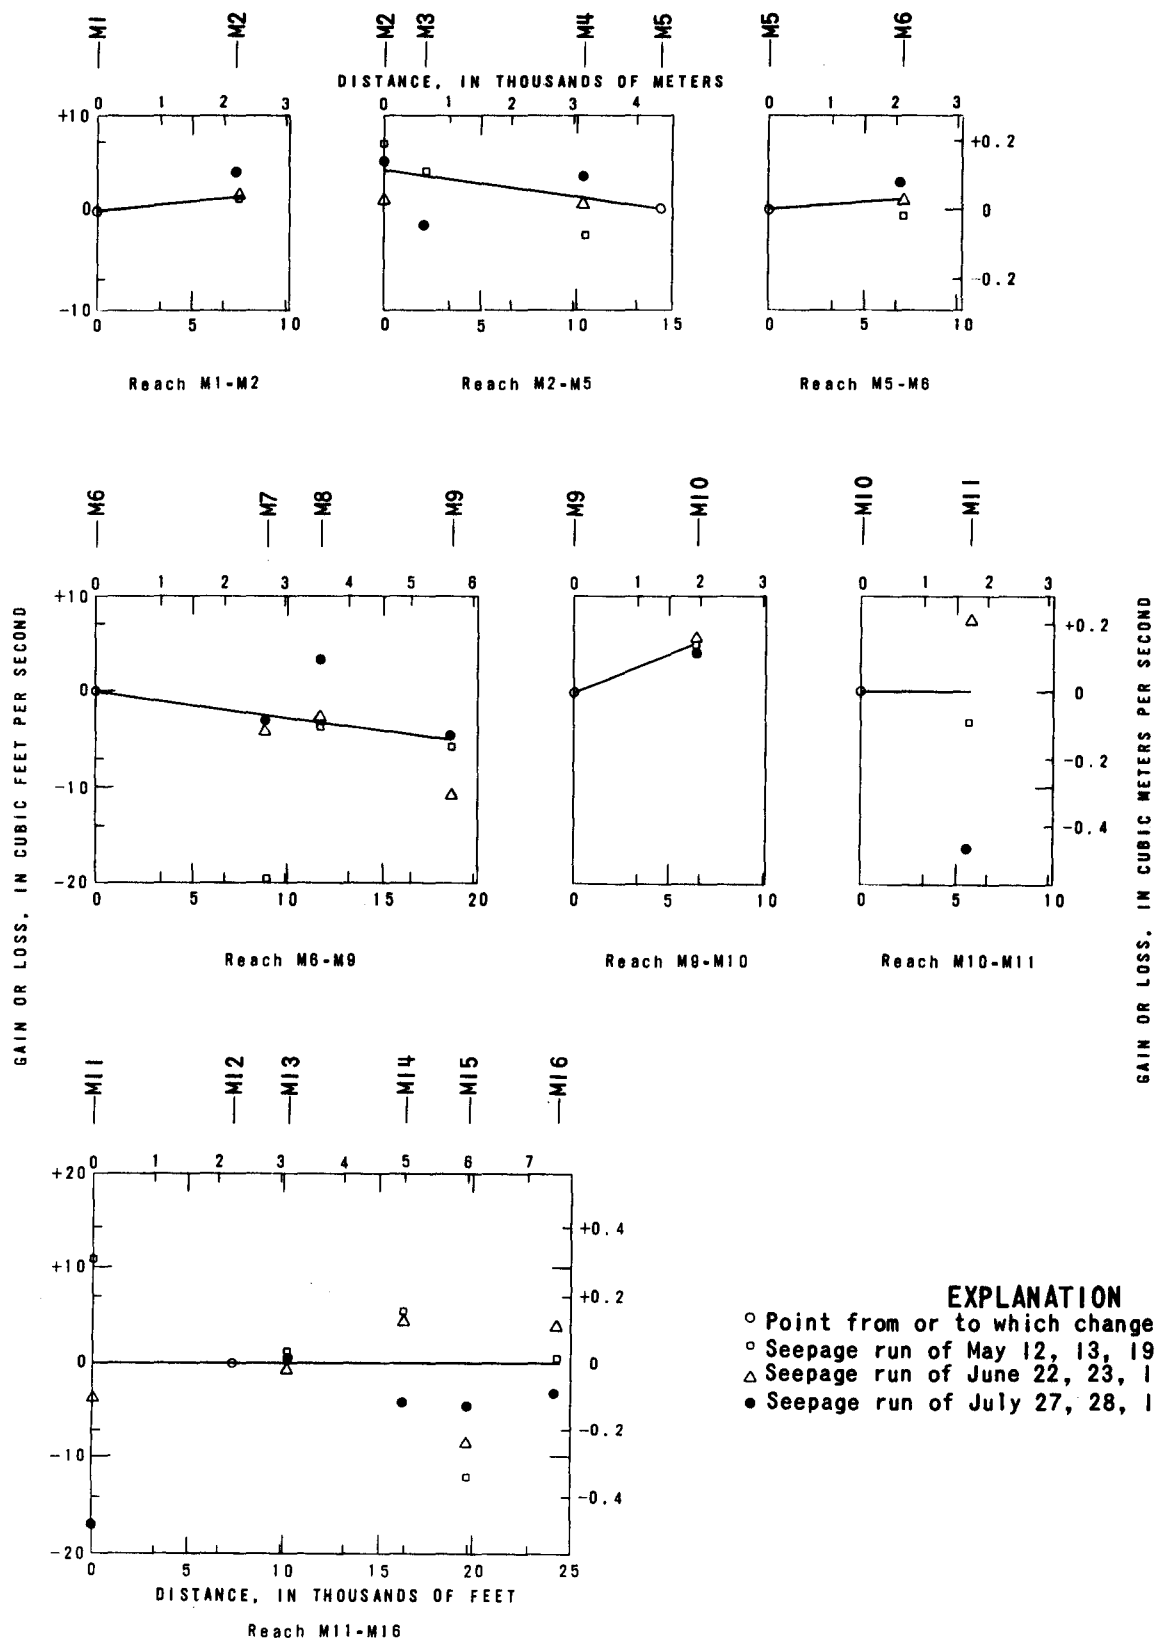 M1 M2 M2 M3 M4 M5 M5 M6
DISTANCE, IN THOUSANDS OF METERS
0 1 2 3 0 1 2 3 4 0 1 2 3
+10
+0.2
0 0
-0.2
-10
0 5 10 0 5 10 15 0 5 10
Reach M1-M2 Reach M2-M5 Reach M5-M6
M6 M7 M8 M9 M9 M10 M10 M11
0 1 2 3 4 5 6 0 1 2 3 0 1 2 3
+10
+0.2
0 0
-0.2
-10
-0.4
-20
0 5 10 15 20 0 5 10 0 5 10
Reach M6-M9 Reach M9-M10 Reach M10-M11
GAIN OR LOSS, IN CUBIC FEET PER SECOND
GAIN OR LOSS, IN CUBIC METERS PER SECOND
M11 M12 M13 M14 M15 M16
0 1 2 3 4 5 6 7
+20
+0.4
+10
+0.2
0 0
-0.2
-10
-0.4
-20
0 5 10 15 20 25
DISTANCE, IN THOUSANDS OF FEET
Reach M11-M16
EXPLANATION
Point from or to which change
Seepage run of May 12, 13, 19
Seepage run of June 22, 23, 1
Seepage run of July 27, 28, 1